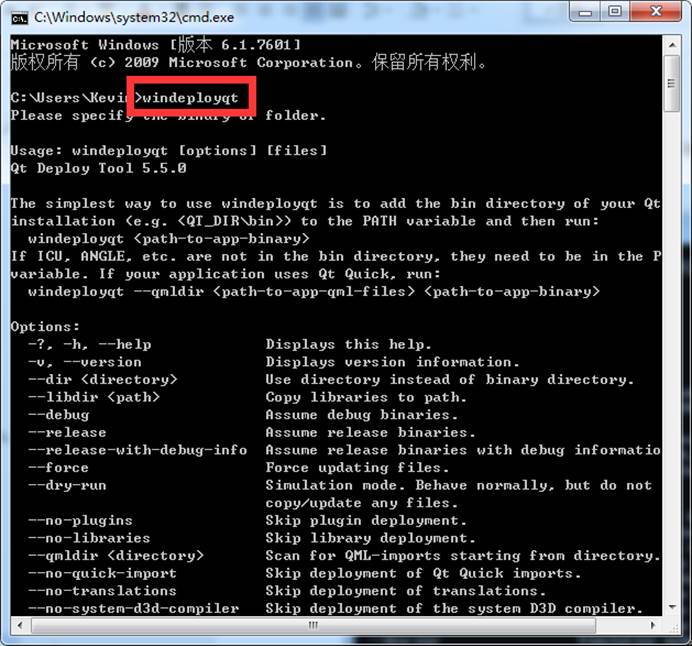 C:\Windows\system32\cmd.exe
Microsoft Windows [版本 6.1.7601]
版权所有 (c) 2009 Microsoft Corporation。保留所有权利。
C:\Users\Kevin>windeployqt
Please specify the binary or folder.
Usage: windeployqt [options] [files]
Qt Deploy Tool 5.5.0
The simplest way to use windeployqt is to add the bin directory of your Qt
installation (e.g. <QT_DIR\bin>) to the PATH variable and then run:
windeployqt <path-to-app-binary>
If ICU, ANGLE, etc. are not in the bin directory, they need to be in the P
variable. If your application uses Qt Quick, run:
windeployqt --qmldir <path-to-app-qml-files> <path-to-app-binary>
Options:
-?, -h, --help Displays this help.
-v, --version Displays version information.
--dir <directory> Use directory instead of binary directory.
--libdir <path> Copy libraries to path.
--debug Assume debug binaries.
--release Assume release binaries.
--release-with-debug-info Assume release binaries with debug informatio
--force Force updating files.
--dry-run Simulation mode. Behave normally, but do not
copy/update any files.
--no-plugins Skip plugin deployment.
--no-libraries Skip library deployment.
--qmldir <directory> Scan for QML-imports starting from directory.
--no-quick-import Skip deployment of Qt Quick imports.
--no-translations Skip deployment of translations.
--no-system-d3d-compiler Skip deployment of the system D3D compiler.